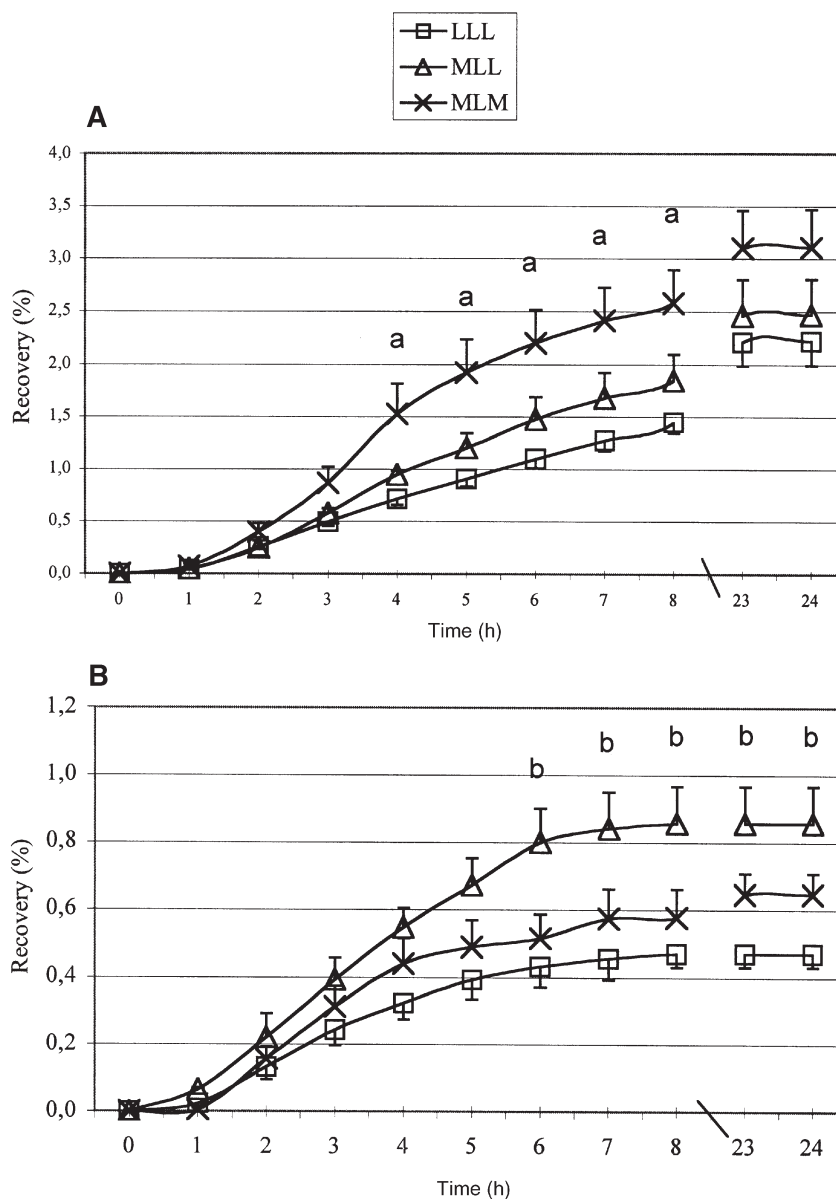 LLL
MLL
MLM
A
4,0
3,5
3,0
2,5
2,0
1,5
1,0
0,5
0,0
Recovery (%)
a a a a a
0 1 2 3 4 5 6 7 8 23 24
Time (h)
B
1,2
1,0
0,8
0,6
0,4
0,2
0,0
Recovery (%)
b b b b b
0 1 2 3 4 5 6 7 8 23 24
Time (h)